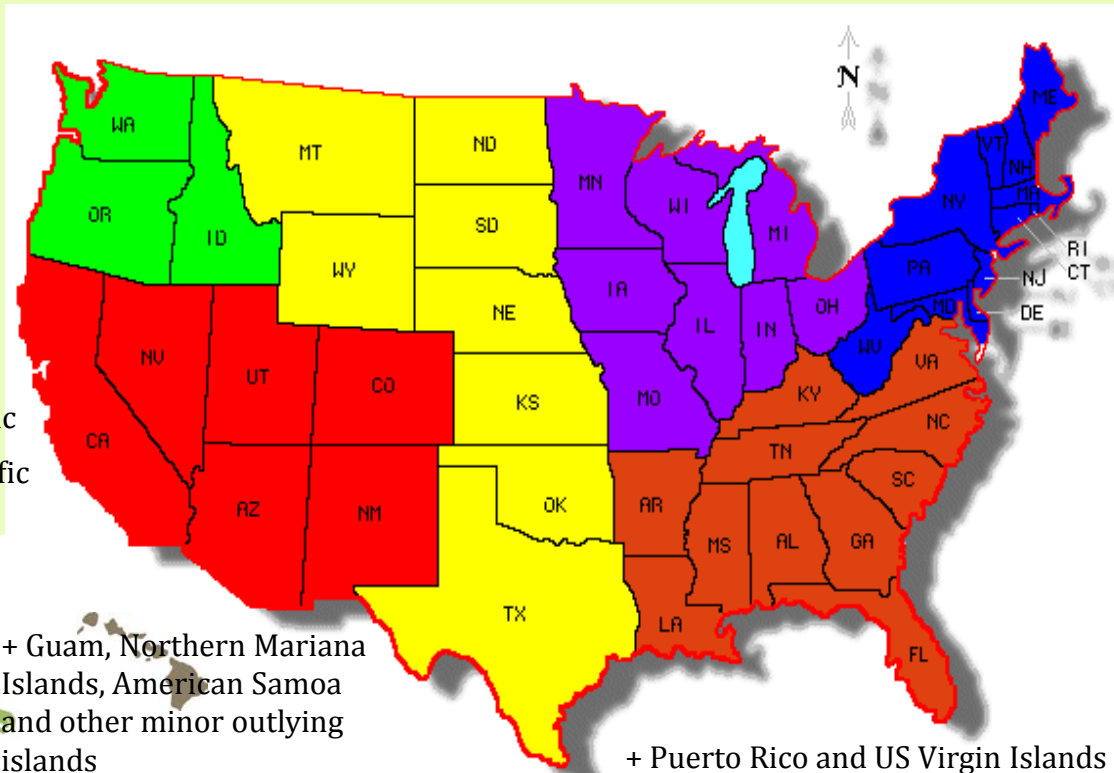 N
ME
WA
VT
MT
ND
NH
MN
MA
NY
OR
WI
SD
MI
ID
RI
PA
WY
CT
NJ
IA
NE
OH
MD
DE
IL
IN
NV
WV
VA
UT
CO
KY
KS
MO
ic
NC
CA
TN
fic
SC
OK
AR
AZ
NM
GA
AL
MS
TX
LA
FL
+ Guam, Northern Mariana
Islands, American Samoa
and other minor outlying
islands
+ Puerto Rico and US Virgin Islands